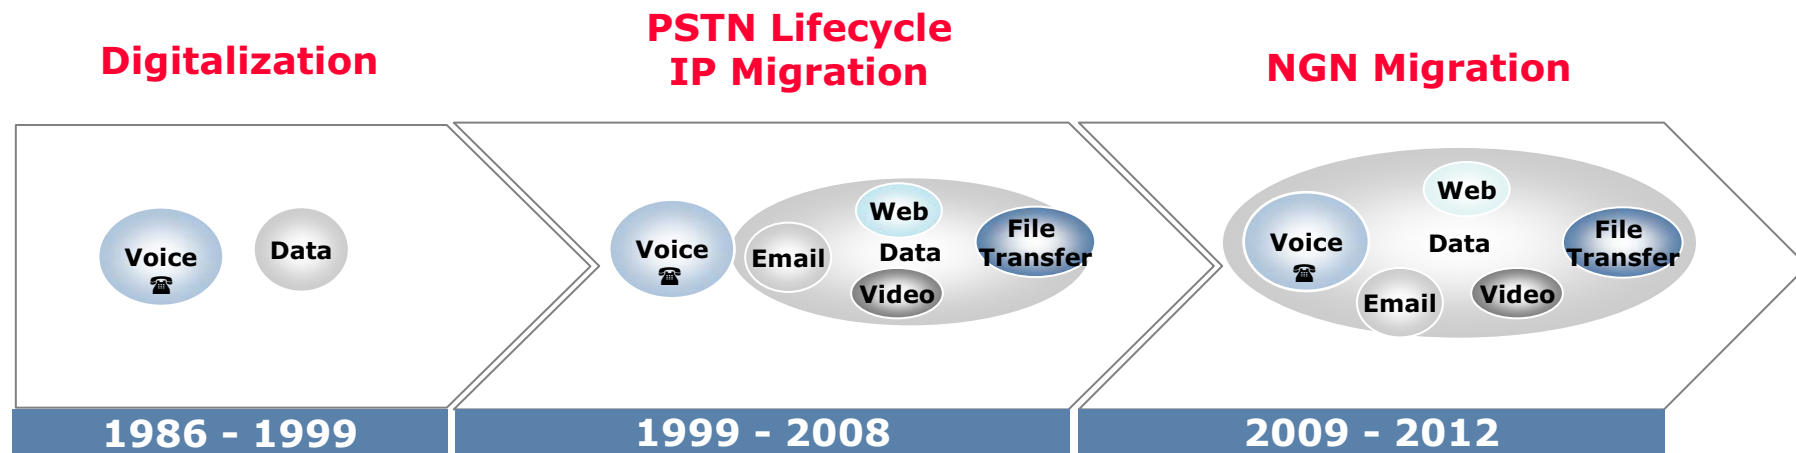 Digitalization
PSTN Lifecycle
IP Migration
NGN Migration
Voice
☎
Data
Voice
☎
Email
Web
Data
Video
File
Transfer
Voice
☎
Web
Data
Email
Video
File
Transfer
1986 - 1999
1999 - 2008
2009 - 2012